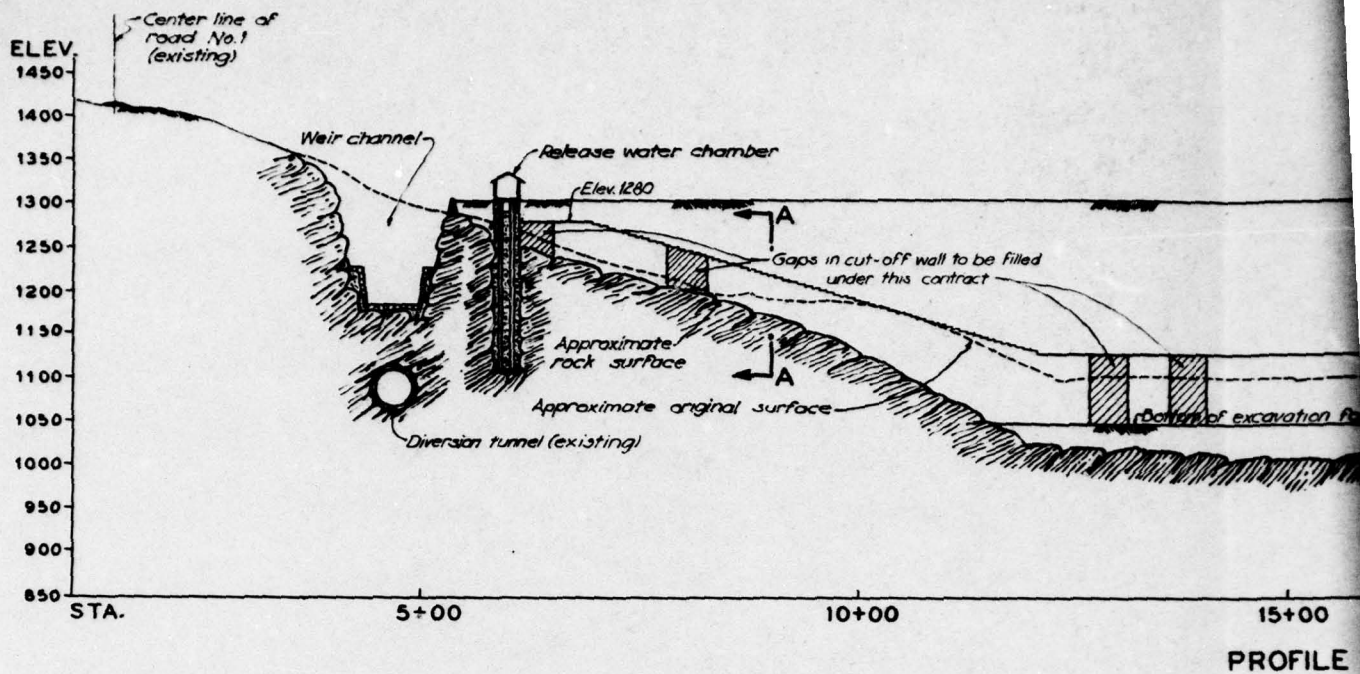 Center line of
road No.1
(existing)
ELEV.
1450
1400
1350
1300
1250
1200
1150
1100
1050
1000
950
900
850
Weir channel
Release water chamber
Elev. 1280
A
Gaps in cut-off wall to be filled
under this contract
Approximate
rock surface
A
Approximate original surface
Bottom of excavation
Diversion tunnel (existing)
STA.
5+00
10+00
15+00
PROFILE